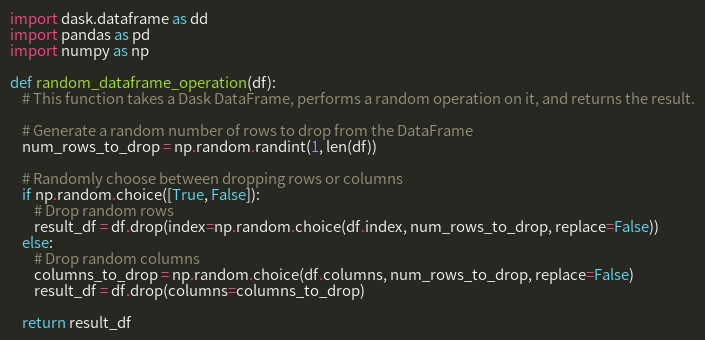 import dask.dataframe as dd
import pandas as pd
import numpy as np
def random_dataframe_operation(df):
# This function takes a Dask DataFrame, performs a random operation on it, and returns the result.
# Generate a random number of rows to drop from the DataFrame
num_rows_to_drop = np.random.randint(1, len(df))
# Randomly choose between dropping rows or columns
if np.random.choice([True, False]):
# Drop random rows
result_df = df.drop(index=np.random.choice(df.index, num_rows_to_drop, replace=False))
else:
# Drop random columns
columns_to_drop = np.random.choice(df.columns, num_rows_to_drop, replace=False)
result_df = df.drop(columns=columns_to_drop)
return result_df